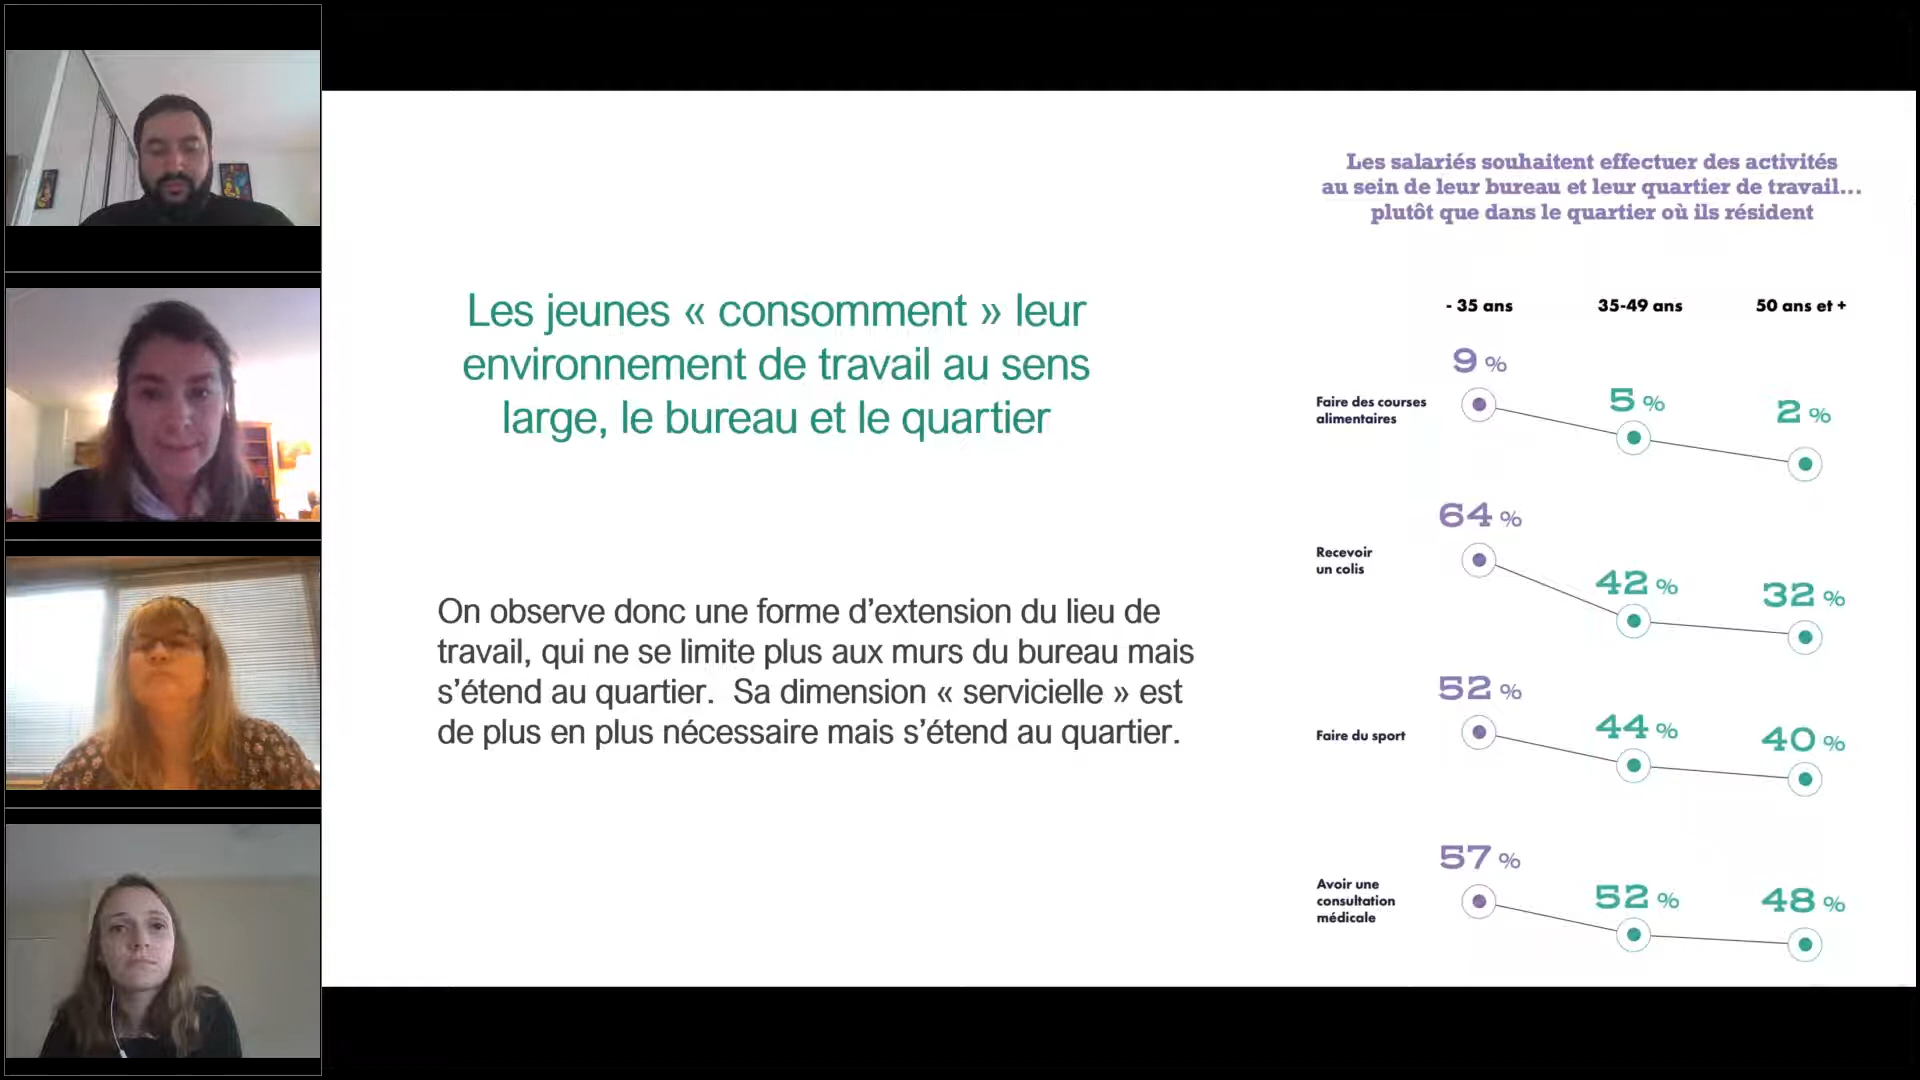 Les salariés souhaitent effectuer des activités
au sein de leur bureau et leur quartier de travail...
plutôt que dans le quartier où ils résident
Les jeunes « consomment » leur
environnement de travail au sens
large, le bureau et le quartier
On observe donc une forme d’extension du lieu de
travail, qui ne se limite plus aux murs du bureau mais
s’étend au quartier.  Sa dimension « servicielle » est
de plus en plus nécessaire mais s’étend au quartier.
- 35 ans 35-49 ans 50 ans et +
9 % 5 % 2 %
Faire des courses
alimentaires
64 % 42 % 32 %
Recevoir
un colis
52 % 44 % 40 %
Faire du sport
57 % 52 % 48 %
Avoir une
consultation
médicale